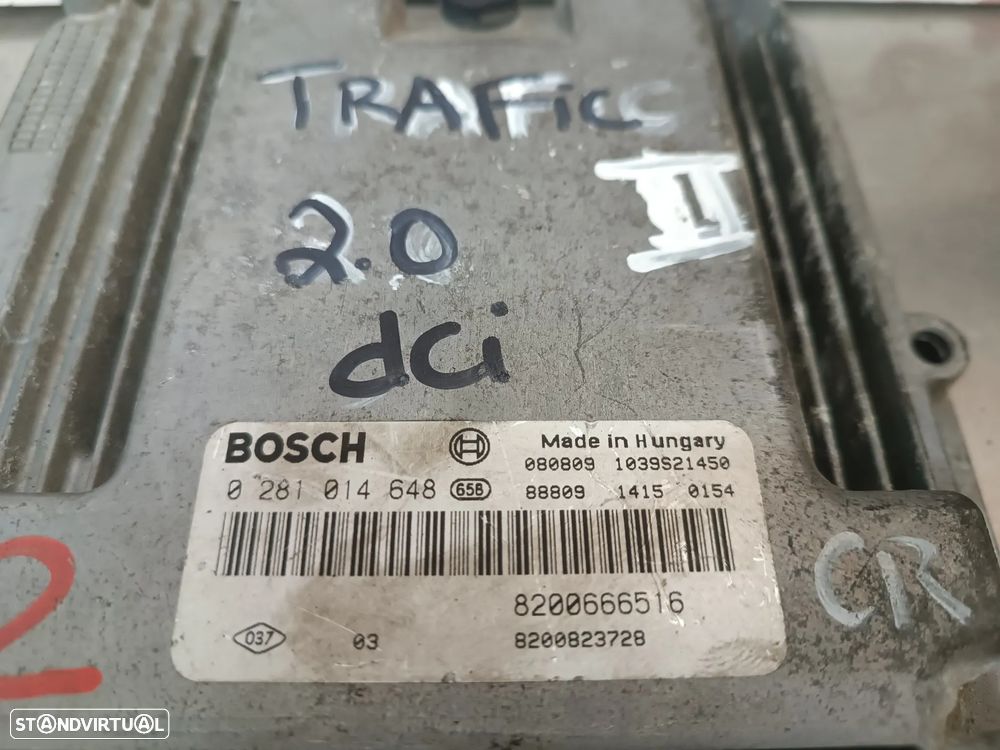 TRAFFIC
II
2.0
dCi
BOSCH
Made in Hungary
080809 1039S21450
0 281 014 648 65B
88809 1415 0154
8200666516
037 03
8200823728
CR
2
STANDVIRTUAL